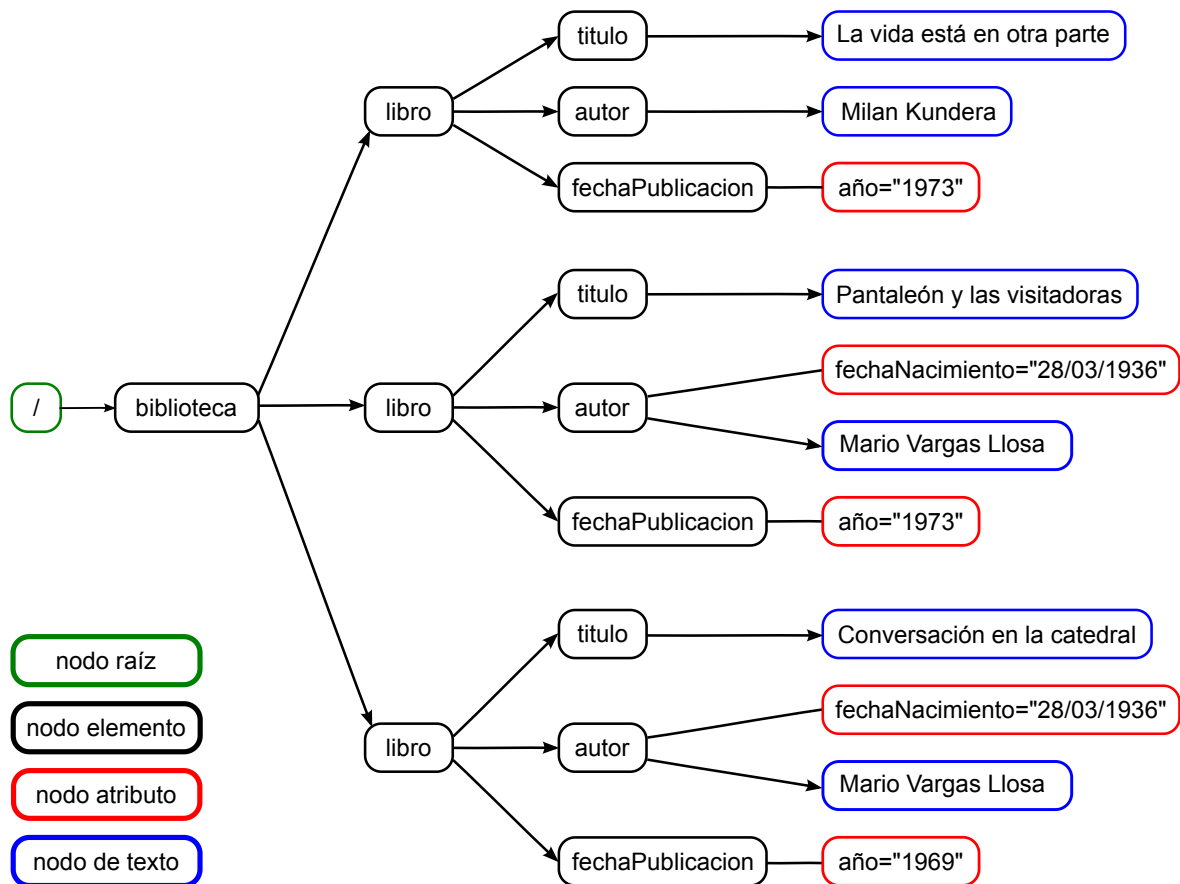 titulo
La vida está en otra parte
libro
autor
Milan Kundera
fechaPublicacion
año="1973"
titulo
Pantaleón y las visitadoras
fechaNacimiento="28/03/1936"
/
biblioteca
libro
autor
Mario Vargas Llosa
fechaPublicacion
año="1973"
titulo
Conversación en la catedral
fechaNacimiento="28/03/1936"
libro
autor
Mario Vargas Llosa
fechaPublicacion
año="1969"
nodo raíz
nodo elemento
nodo atributo
nodo de texto